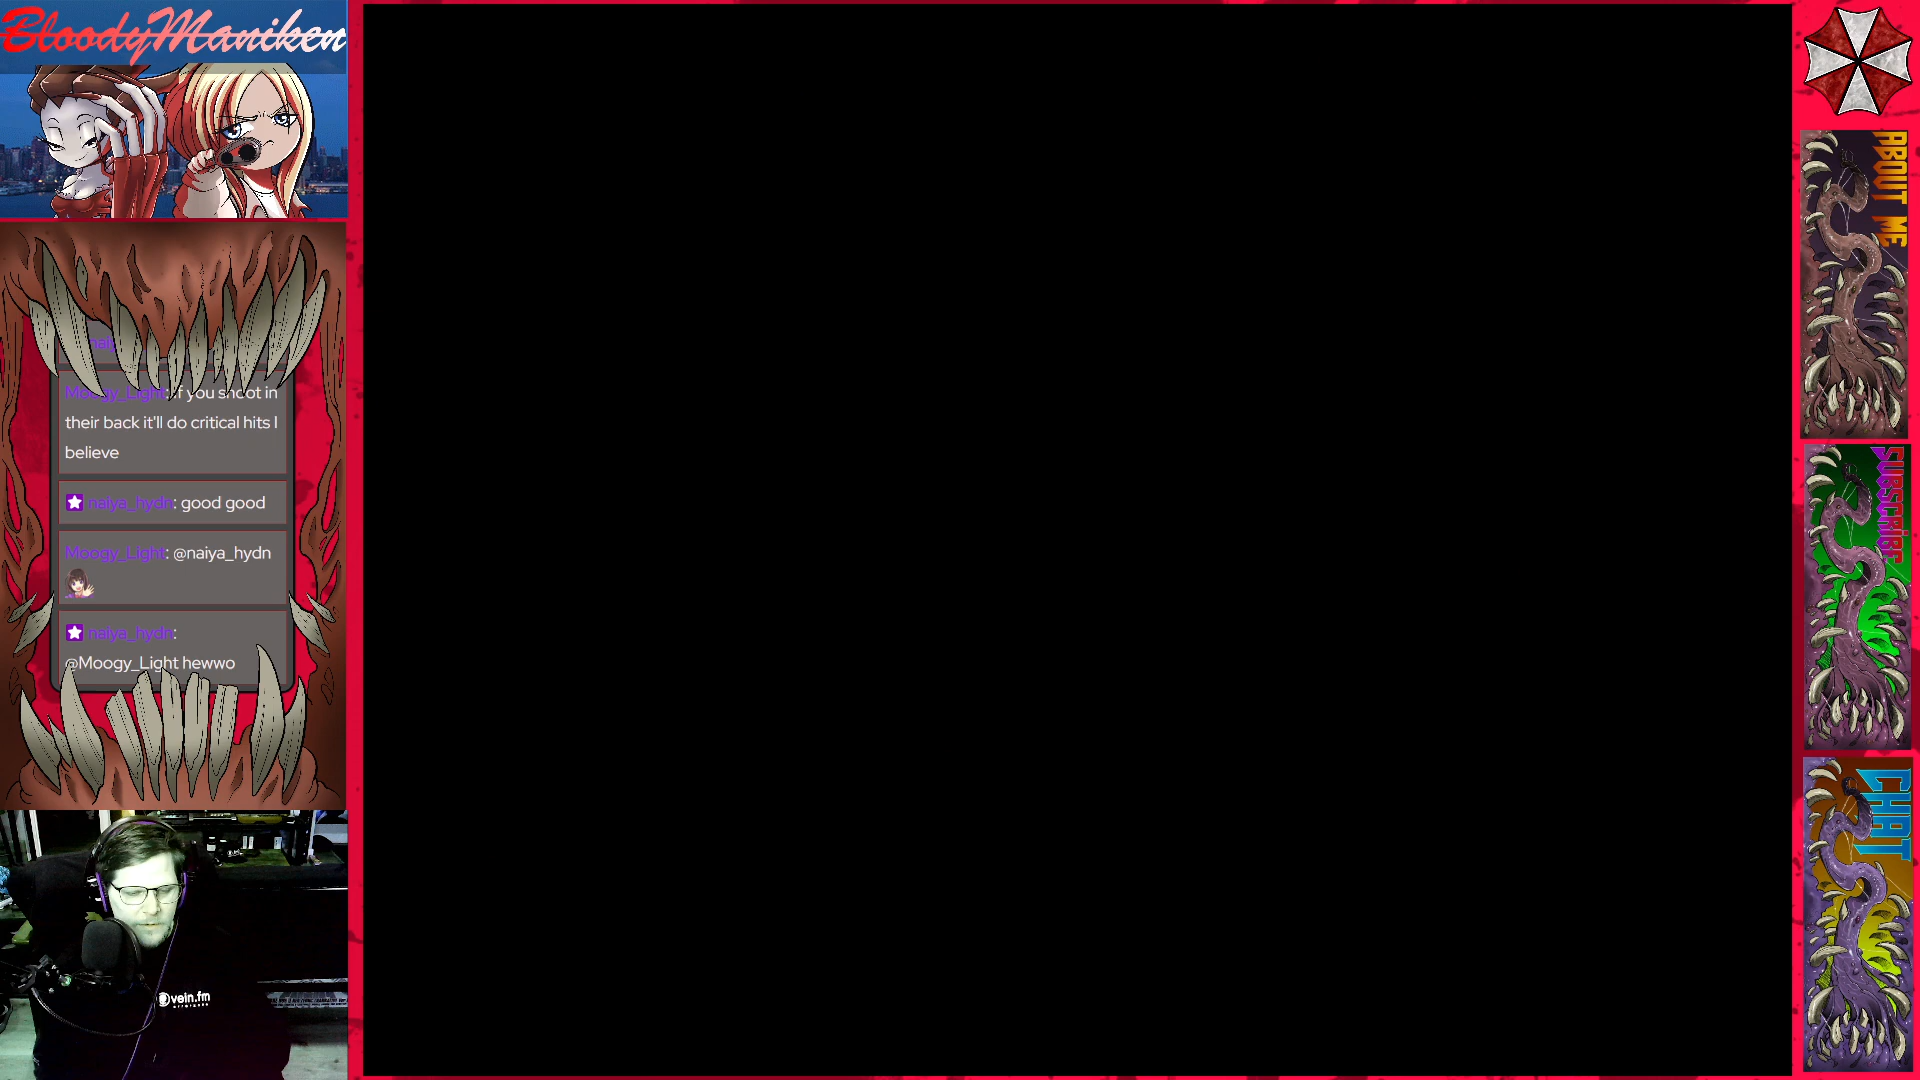 BloodyManiken
Moogy_Light: if you shoot in
their back it'll do critical hits I
believe
naiya_hydn: good good
Moogy_Light: @naiya_hydn
naiya_hydn:
@Moogy_Light hewwo
vein.fm
ABOUT ME
SUBSCRIBE
CHAT